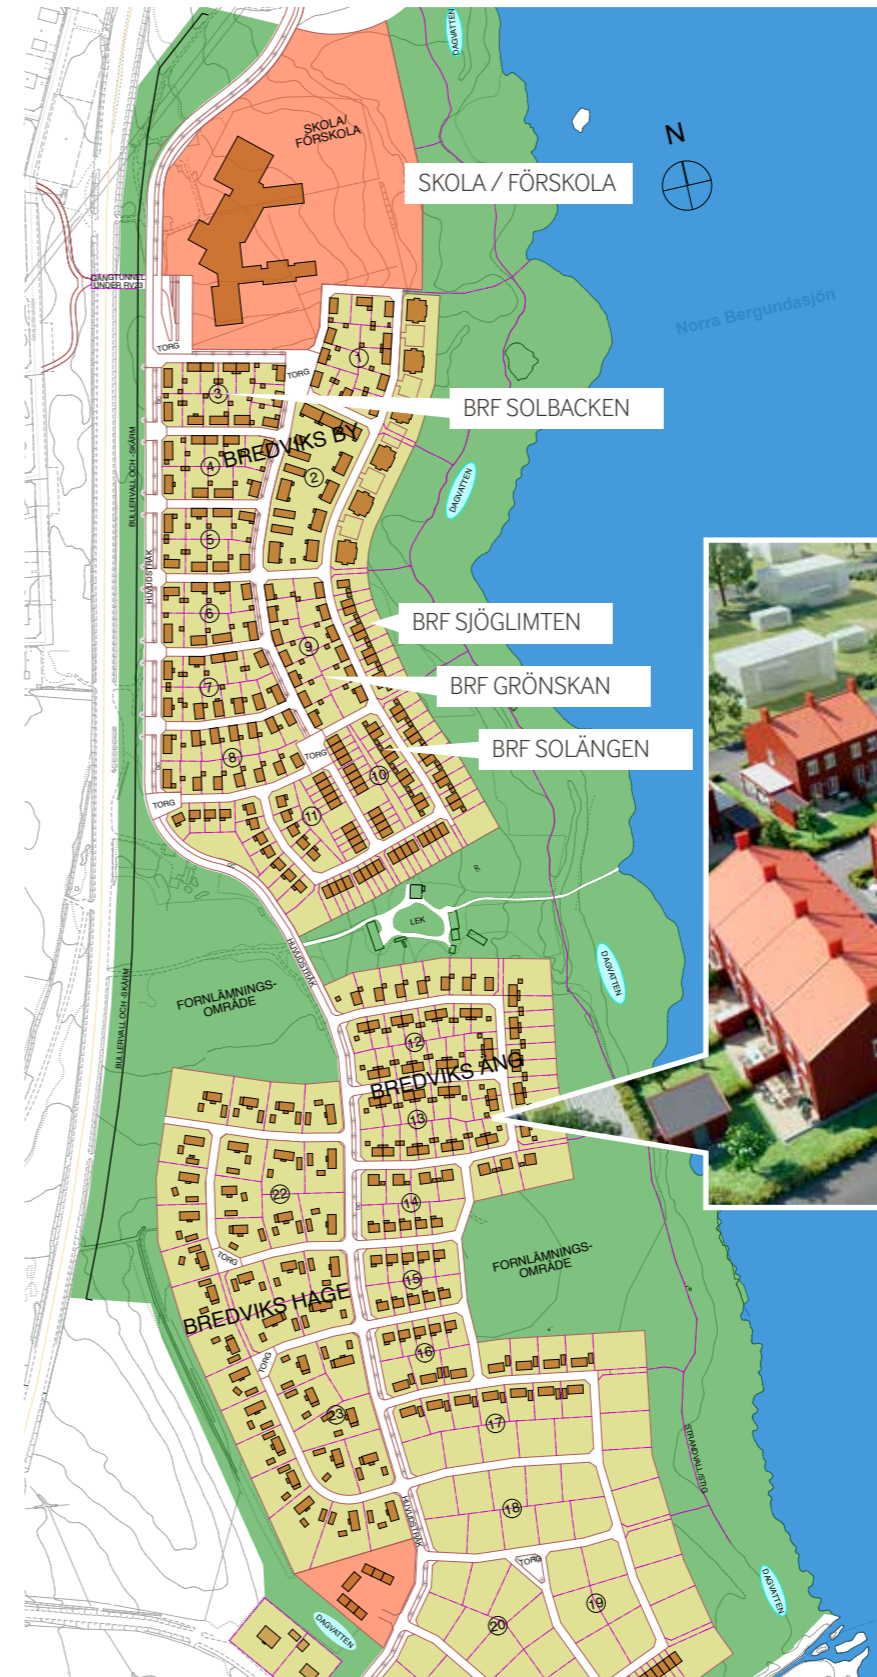 DAGVATTEN
SKOLA/
FÖRSKOLA
N
SKOLA / FÖRSKOLA
GÅNGTUNNEL
UNDER RV23
Norra Bergundasjön
TORG
TORG
1
3
BRF SOLBACKEN
BREDVIKS BY
4
2
BULLERVALL OCH -SKÄRM
DAGVATTEN
5
HUVUDSTRÅK
6
BRF SJÖGLIMTEN
9
7
BRF GRÖNSKAN
BRF SOLÄNGEN
8
TORG
10
TORG
11
LEK
HUVUDSTRÅK
DAGVATTEN
FORNLÄMNINGS-
OMRÅDE
BULLERVALL OCH -SKÄRM
12
BREDVIKS ÄNG
13
22
14
TORG
FORNLÄMNINGS-
OMRÅDE
15
BREDVIKS HAGE
16
TORG
23
17
STRANDVALL/STIG
HUVUDSTRÅK
18
TORG
DAGVATTEN
19
20
DAGVATTEN